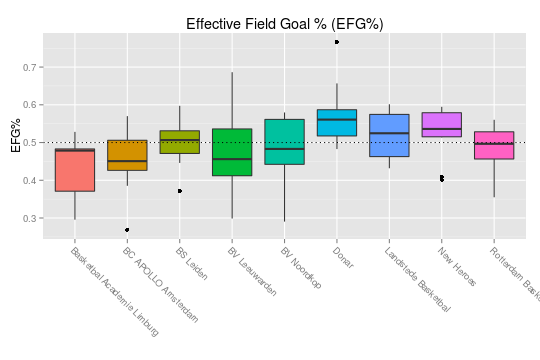 Effective Field Goal % (EFG%)
EFG%
0.7
0.6
0.5
0.4
0.3
Basketbal Academie Limburg
BC APOLLO Amsterdam
BS Leiden
BV Leeuwarden
BV Noordkop
Donar
Landstede Basketbal
New Heroes
Rotterdam Bask